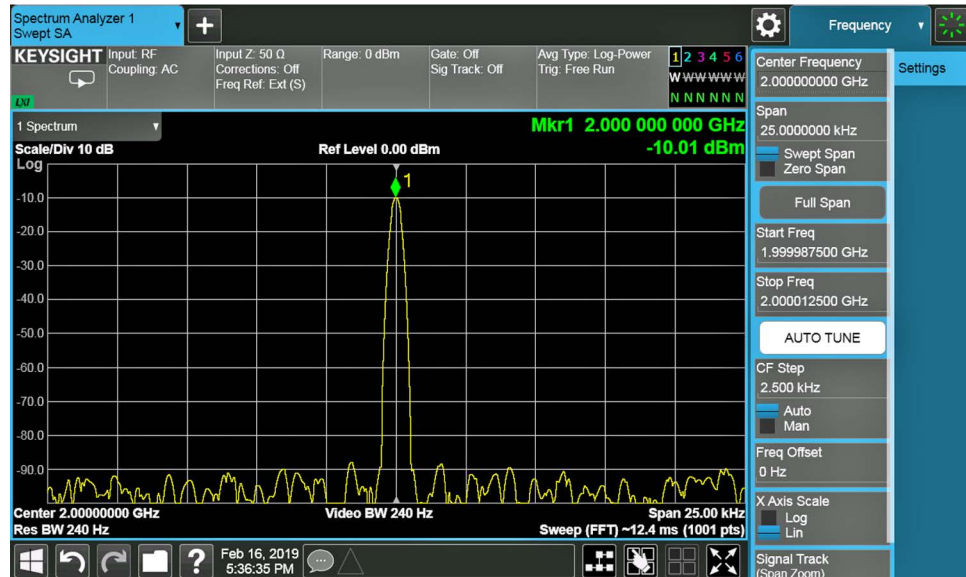 Spectrum Analyzer 1
Swept SA
+
Frequency
KEYSIGHT
Input: RF
Coupling: AC
Input Z: 50 Ω
Corrections: Off
Freq Ref: Ext (S)
Range: 0 dBm
Gate: Off
Sig Track: Off
Avg Type: Log-Power
Trig: Free Run
1 2 3 4 5 6
W W W W W W
N N N N N N
LXI
1 Spectrum
Mkr1 2.000 000 000 GHz
Scale/Div 10 dB
Ref Level 0.00 dBm
-10.01 dBm
Log
1
-10.0
-20.0
-30.0
-40.0
-50.0
-60.0
-70.0
-80.0
-90.0
Center 2.00000000 GHz
Video BW 240 Hz
Span 25.00 kHz
Res BW 240 Hz
Sweep (FFT) ~12.4 ms (1001 pts)
?
Feb 16, 2019
5:36:35 PM
Center Frequency
2.000000000 GHz
Settings
Span
25.0000000 kHz
Swept Span
Zero Span
Full Span
Start Freq
1.999987500 GHz
Stop Freq
2.000012500 GHz
AUTO TUNE
CF Step
2.500 kHz
Auto
Man
Freq Offset
0 Hz
X Axis Scale
Log
Lin
Signal Track
(Span Zoom)